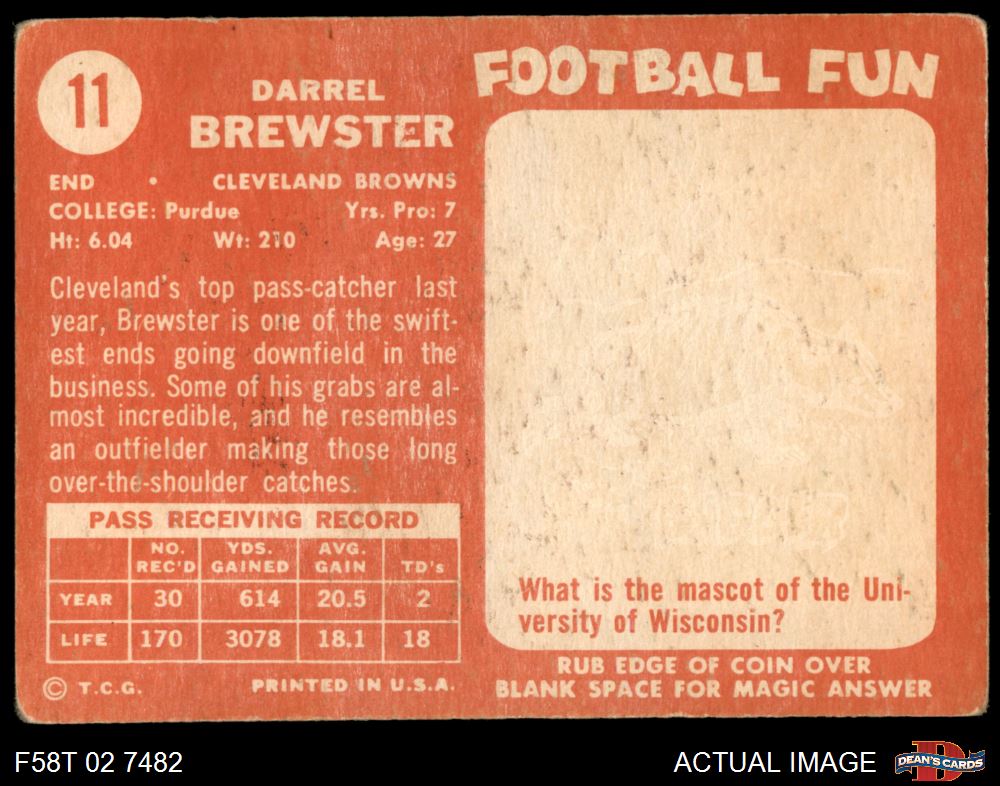 11
DARREL
BREWSTER
END • CLEVELAND BROWNS
COLLEGE: Purdue Yrs. Pro: 7
Ht: 6.04 Wt: 210 Age: 27
Cleveland's top pass-catcher last
year, Brewster is one of the swift-
est ends going downfield in the
business. Some of his grabs are al-
most incredible, and he resembles
an outfielder making those long
over-the-shoulder catches.
PASS RECEIVING RECORD
NO. REC'D YDS. GAINED AVG. GAIN TD's
YEAR 30 614 20.5 2
LIFE 170 3078 18.1 18
© T.C.G. PRINTED IN U.S.A.
FOOTBALL FUN
What is the mascot of the Uni-
versity of Wisconsin?
RUB EDGE OF COIN OVER
BLANK SPACE FOR MAGIC ANSWER
F58T 02 7482
ACTUAL IMAGE
D
DEAN'S CARDS